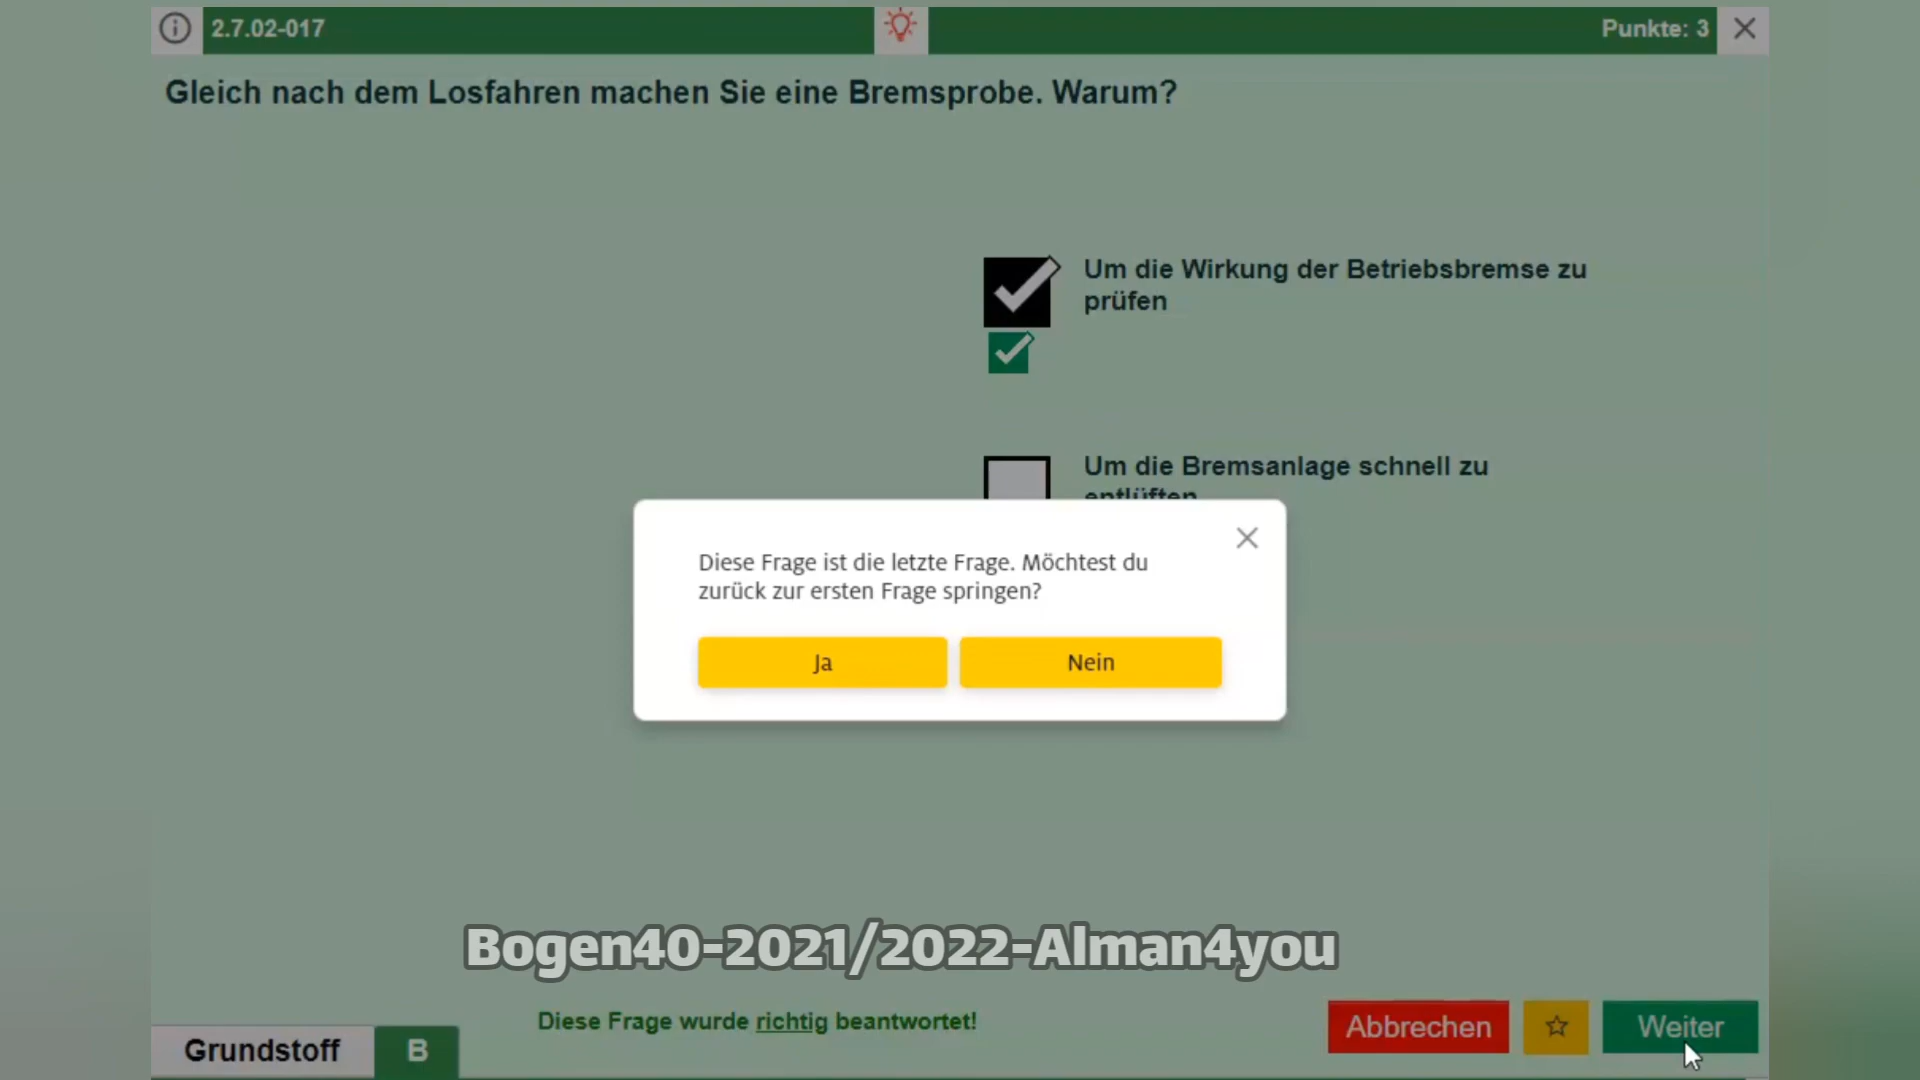 2.7.02-017
Punkte: 3
Gleich nach dem Losfahren machen Sie eine Bremsprobe. Warum?
Um die Wirkung der Betriebsbremse zu
prüfen
Um die Bremsanlage schnell zu
entlüften
Diese Frage ist die letzte Frage. Möchtest du
zurück zur ersten Frage springen?
Ja
Nein
Bogen40-2021/2022-Alman4you
Diese Frage wurde richtig beantwortet!
Abbrechen
Weiter
Grundstoff
B